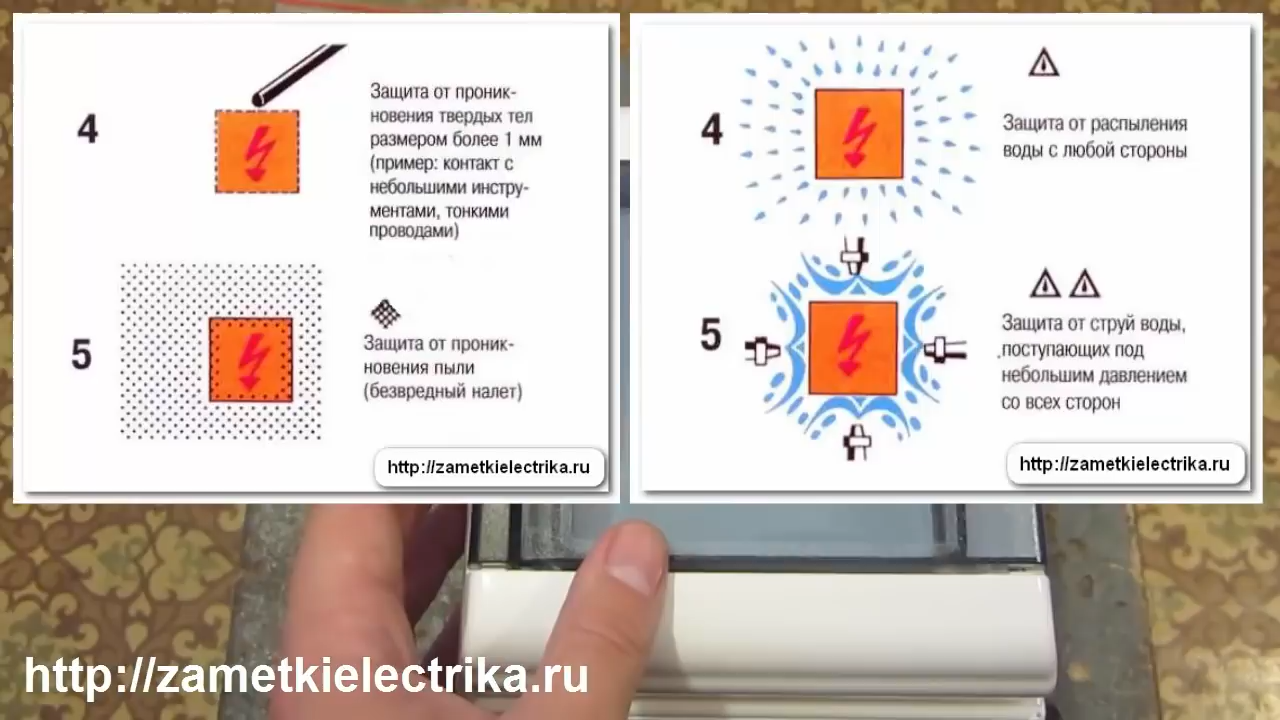 4
Защита от проник-
новения твердых тел
размером более 1 мм
(пример: контакт с
небольшими инстру-
ментами, тонкими
проводами)
5
Защита от проник-
новения пыли
(безвредный налет)
http://zametkielectrika.ru
4
Защита от распыления
воды с любой стороны
5
Защита от струй воды,
поступающих под
небольшим давлением
со всех сторон
http://zametkielectrika.ru
http://zametkielectrika.ru